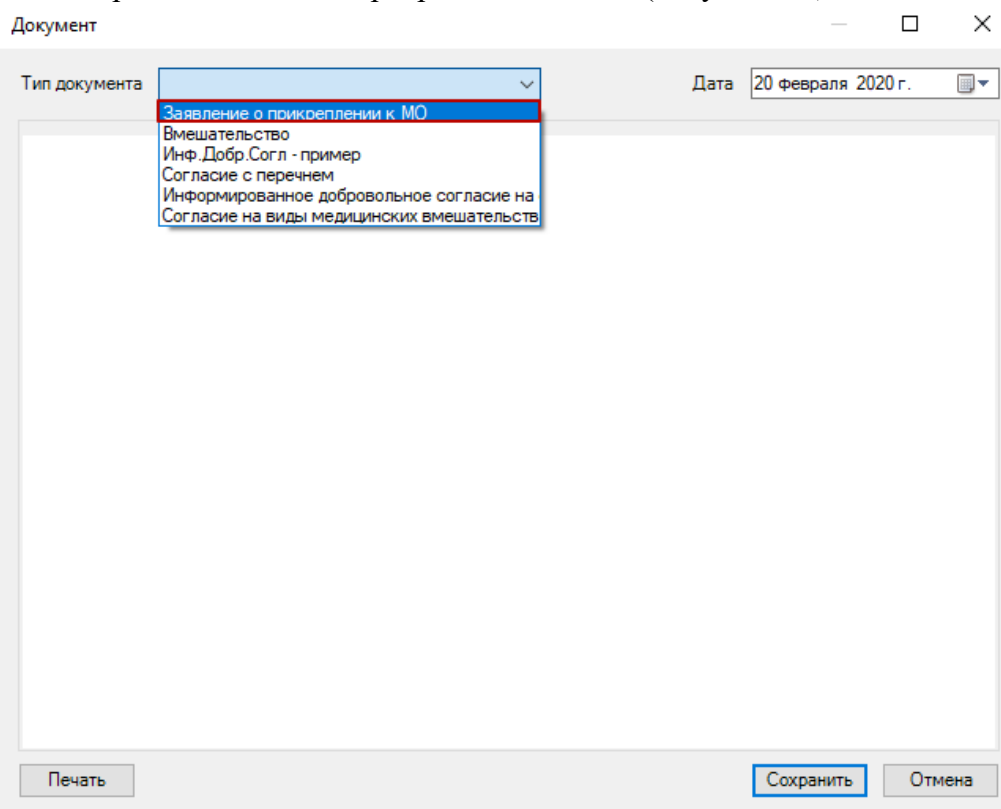 Документ
Тип документа
Дата 20 февраля 2020 г.
Заявление о прикреплении к МО
Вмешательство
Инф.Добр.Согл - пример
Согласие с перечнем
Информированное добровольное согласие на
Согласие на виды медицинских вмешательств
Печать
Сохранить
Отмена